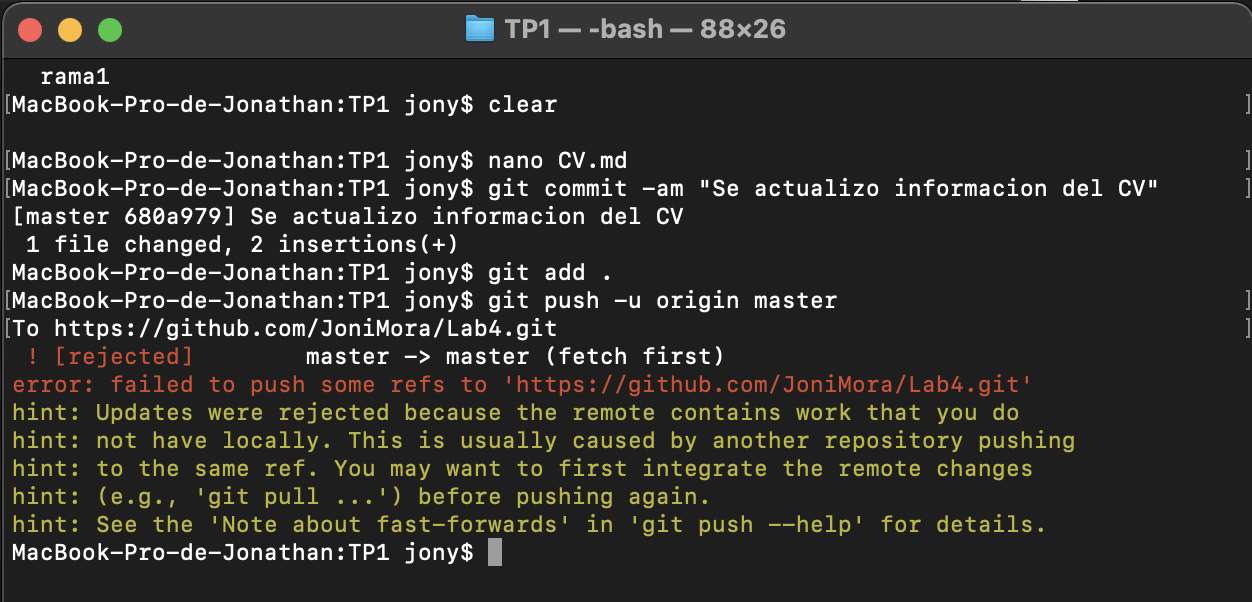 TP1 — -bash — 88×26
rama1
[MacBook-Pro-de-Jonathan:TP1 jony$ clear ]
[MacBook-Pro-de-Jonathan:TP1 jony$ nano CV.md ]
[MacBook-Pro-de-Jonathan:TP1 jony$ git commit -am "Se actualizo informacion del CV" ]
[master 680a979] Se actualizo informacion del CV
 1 file changed, 2 insertions(+)
MacBook-Pro-de-Jonathan:TP1 jony$ git add .
[MacBook-Pro-de-Jonathan:TP1 jony$ git push -u origin master ]
[To https://github.com/JoniMora/Lab4.git ]
 ! [rejected]        master -> master (fetch first)
error: failed to push some refs to 'https://github.com/JoniMora/Lab4.git'
hint: Updates were rejected because the remote contains work that you do
hint: not have locally. This is usually caused by another repository pushing
hint: to the same ref. You may want to first integrate the remote changes
hint: (e.g., 'git pull ...') before pushing again.
hint: See the 'Note about fast-forwards' in 'git push --help' for details.
MacBook-Pro-de-Jonathan:TP1 jony$